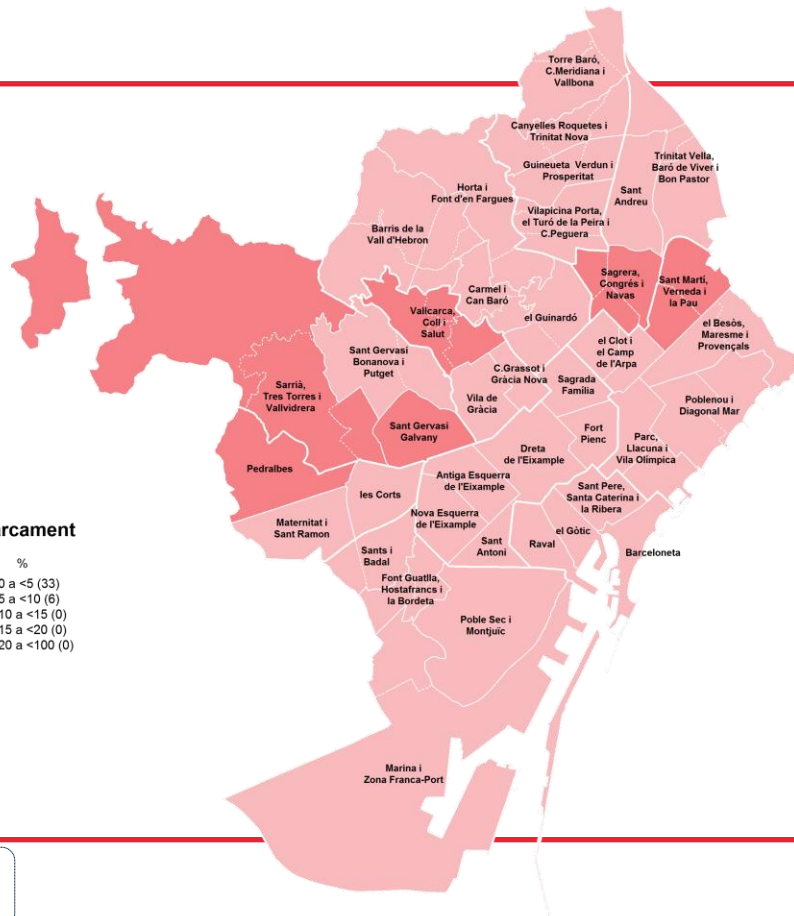 Torre Baró,
C.Meridiana i
Vallbona
Canyelles Roquetes i
Trinitat Nova
Guineueta Verdun i
Prosperitat
Trinitat Vella,
Baró de Viver i
Bon Pastor
Sant
Andreu
Horta i
Font d'en Fargues
Vilapicina Porta,
el Turó de la Peira i
C.Peguera
Barris de la
Vall d'Hebron
Sagrera,
Congrés i
Navas
Sant Martí,
Verneda i
la Pau
Carmel i
Can Baró
Vallcarca,
Coll i
Salut
el Guinardó
el Besòs,
Maresme i
Provençals
el Clot i
el Camp
de l'Arpa
Sant Gervasi
Bonanova i
Putget
C.Grassot i
Gràcia Nova
Sagrada
Família
Sarrià,
Tres Torres i
Vallvidrera
Vila de
Gràcia
Poblenou i
Diagonal Mar
Sant Gervasi
Galvany
Fort
Pienc
Parc,
Llacuna i
Vila Olímpica
Dreta
de l'Eixample
Pedralbes
Antiga Esquerra
de l'Eixample
les Corts
Sant Pere,
Santa Caterina i
la Ribera
Maternitat i
Sant Ramon
Nova Esquerra
de l'Eixample
el Gòtic
Sant
Antoni
Raval
Barceloneta
Sants i
Badal
Font Guatlla,
Hostafrancs i
la Bordeta
Poble Sec i
Montjuïc
Marina i
Zona Franca-Port
arcament
%
0 a <5 (33)
5 a <10 (6)
10 a <15 (0)
15 a <20 (0)
20 a <100 (0)